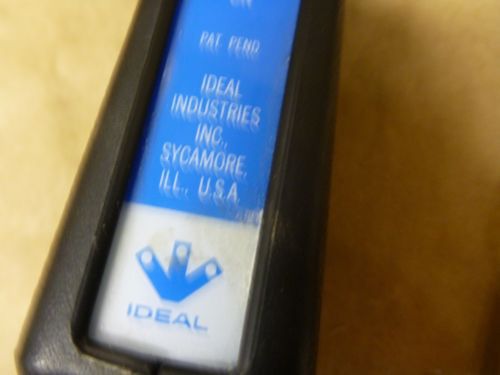 PAT PEND
IDEAL
INDUSTRIES
INC.,
SYCAMORE,
ILL., U.S.A.
IDEAL